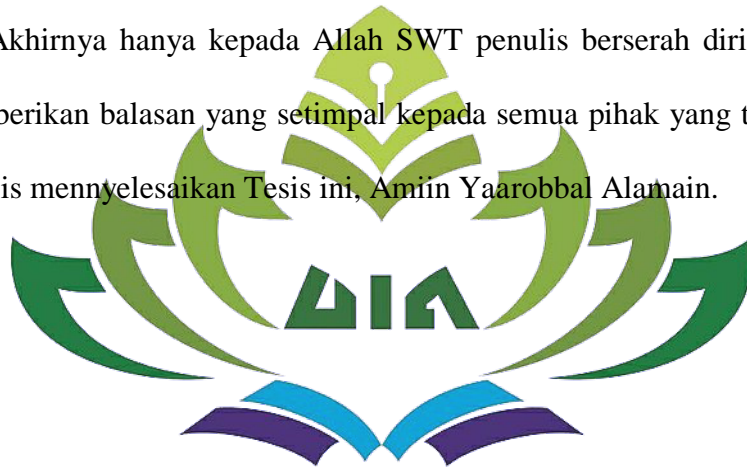 Akhirnya hanya kepada Allah SWT penulis berserah diri
berikan balasan yang setimpal kepada semua pihak yang t
is mennyelesaikan Tesis ini, Amiin Yaarobbal Alamain.
UIN